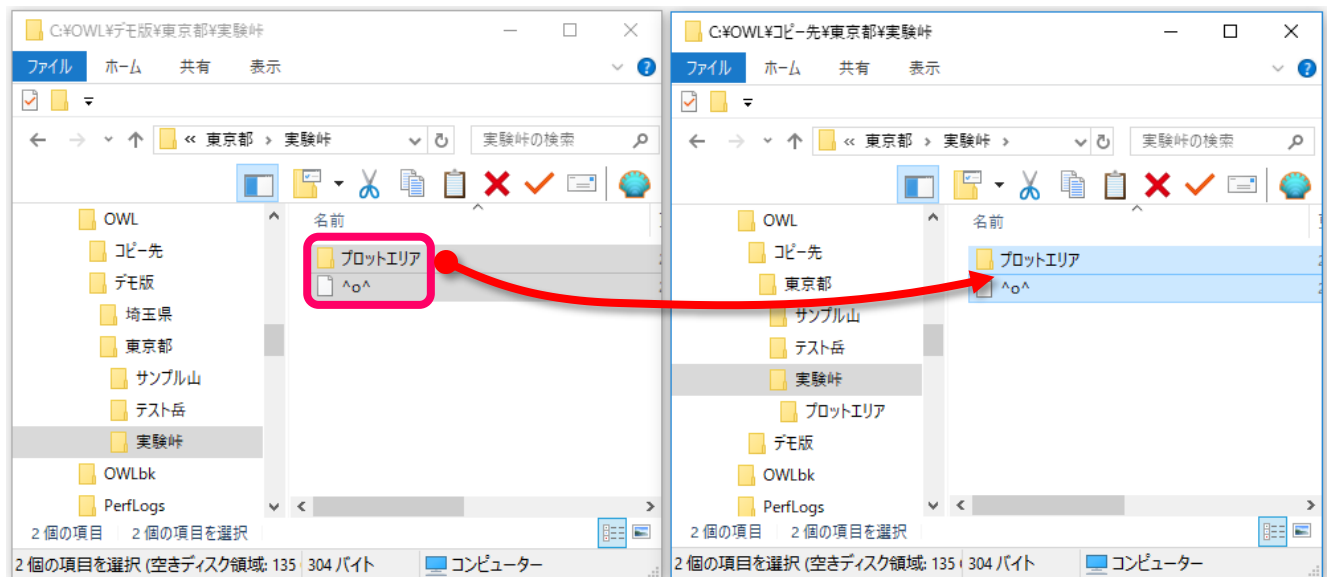 C:¥OWL¥デモ版¥東京都¥実験峠
ファイル ホーム 共有 表示
« 東京都 › 実験峠
実験峠の検索
OWL
コピー先
デモ版
埼玉県
東京都
サンプル山
テスト岳
実験峠
OWLbk
PerfLogs
名前
プロットエリア
^o^
2 個の項目 2 個の項目を選択
2 個の項目を選択 (空きディスク領域: 135 304 バイト コンピューター
C:¥OWL¥コピー先¥東京都¥実験峠
ファイル ホーム 共有 表示
« 東京都 › 実験峠 ›
実験峠の検索
OWL
コピー先
東京都
サンプル山
テスト岳
実験峠
プロットエリア
デモ版
OWLbk
PerfLogs
名前
プロットエリア
^o^
2 個の項目 2 個の項目を選択
2 個の項目を選択 (空きディスク領域: 135 304 バイト コンピューター